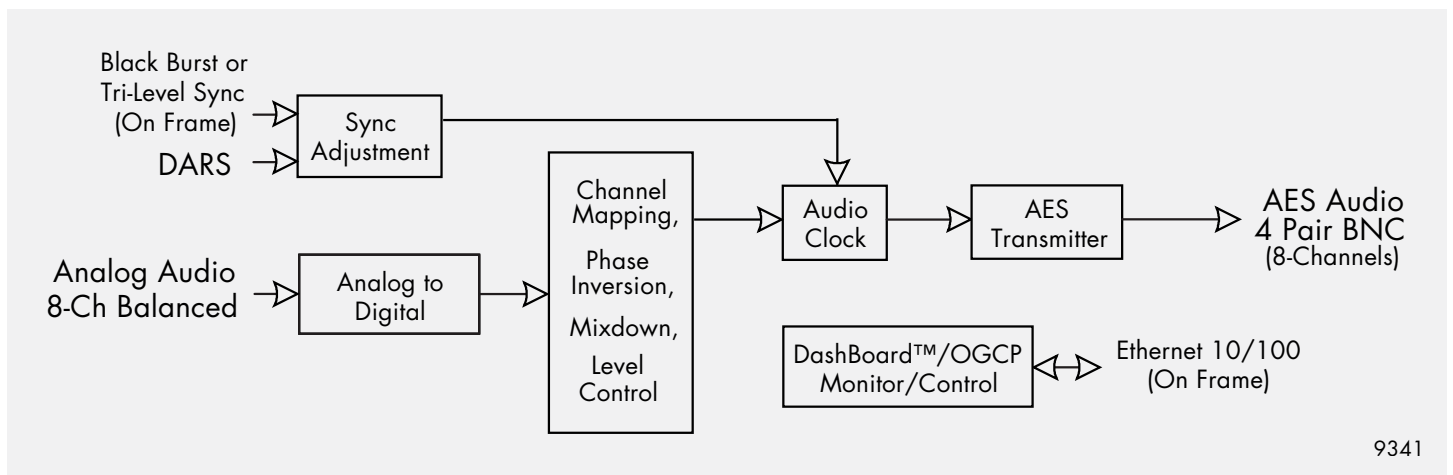 Black Burst or
Tri-Level Sync
(On Frame)
DARS
Sync
Adjustment
Analog Audio
8-Ch Balanced
Analog to
Digital
Channel
Mapping,
Phase
Inversion,
Mixdown,
Level
Control
Audio
Clock
AES
Transmitter
AES Audio
4 Pair BNC
(8-Channels)
DashBoard™/OGCP
Monitor/Control
Ethernet 10/100
(On Frame)
9341